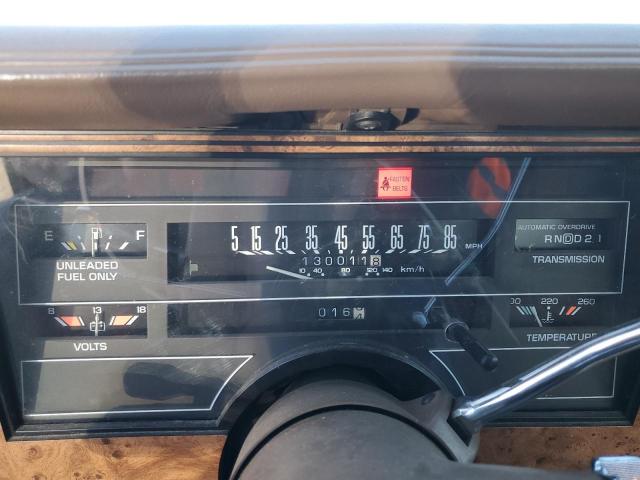 FASTEN
BELTS
E F
UNLEADED
FUEL ONLY
5 15 25 35 45 55 65 75 85 MPH
1300118
10 40 80 120 140 km/h
AUTOMATIC OVERDRIVE
R N D D 2 1
TRANSMISSION
8 13 18
VOLTS
016
220 260
TEMPERATURE